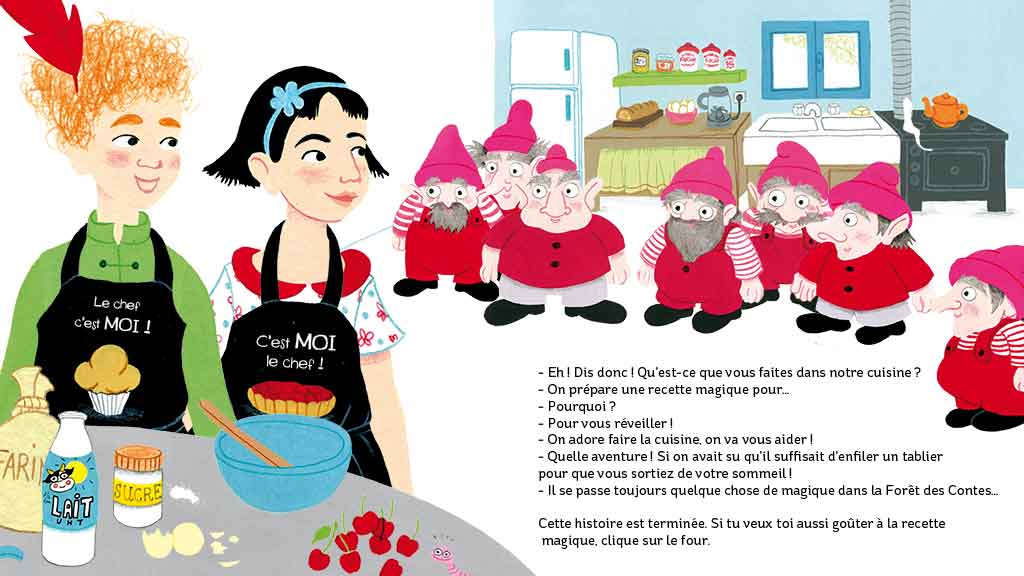 Le chef
c'est MOI !
C'est MOI
le chef !
FARIN
LAIT
UHT
SUCRE
- Eh ! Dis donc ! Qu'est-ce que vous faites dans notre cuisine ?
- On prépare une recette magique pour...
- Pourquoi ?
- Pour vous réveiller !
- On adore faire la cuisine, on va vous aider !
- Quelle aventure ! Si on avait su qu'il suffisait d'enfiler un tablier
pour que vous sortiez de votre sommeil !
- Il se passe toujours quelque chose de magique dans la Forêt des Contes...
Cette histoire est terminée. Si tu veux toi aussi goûter à la recette
magique, clique sur le four.